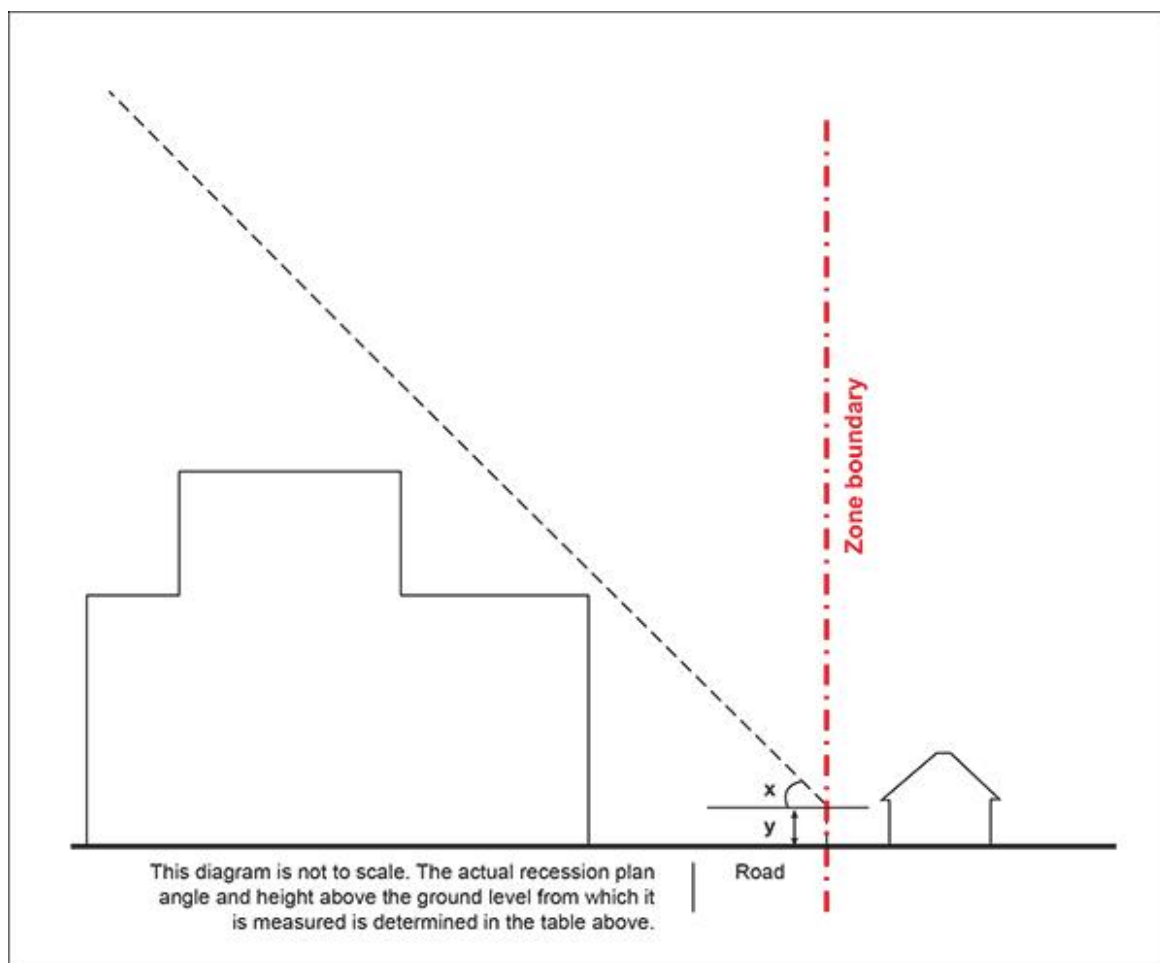 Zone boundary
x
y
This diagram is not to scale. The actual recession plan
angle and height above the ground level from which it
is measured is determined in the table above.
Road